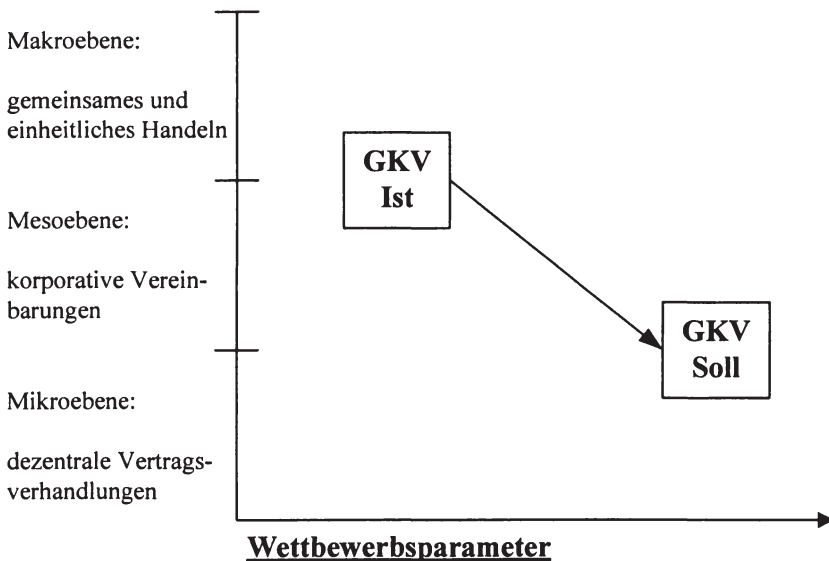 Makroebene:
gemeinsames und
einheitliches Handeln
GKV
Ist
Mesoebene:
korporative Verein-
barungen
GKV
Soll
Mikroebene:
dezentrale Vertrags-
verhandlungen
Wettbewerbsparameter